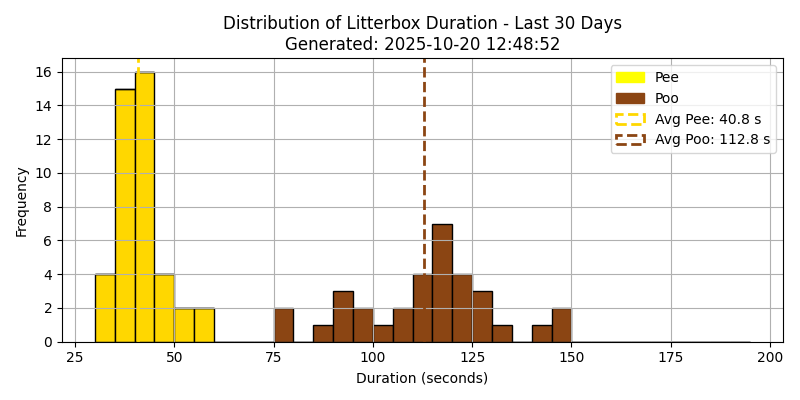 Distribution of Litterbox Duration - Last 30 Days
Generated: 2025-10-20 12:48:52
Pee
Poo
Avg Pee: 40.8 s
Avg Poo: 112.8 s
Frequency
16
14
12
10
8
6
4
2
0
25 50 75 100 125 150 175 200
Duration (seconds)